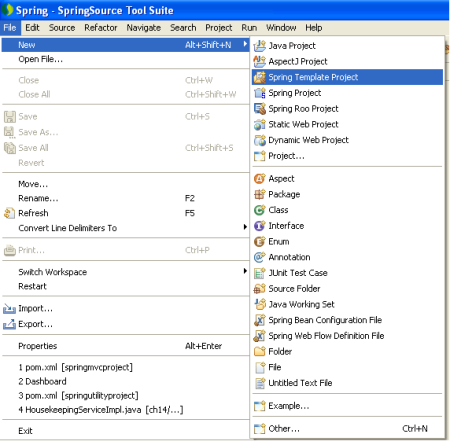 Spring - SpringSource Tool Suite
File Edit Source Refactor Navigate Search Project Run Window Help
New Alt+Shift+N
Open File...
Close Ctrl+W
Close All Ctrl+Shift+W
Save Ctrl+S
Save As...
Save All Ctrl+Shift+S
Revert
Move...
Rename... F2
Refresh F5
Convert Line Delimiters To
Print... Ctrl+P
Switch Workspace
Restart
Import...
Export...
Properties Alt+Enter
1 pom.xml [springmvcproject]
2 Dashboard
3 pom.xml [springutilityproject]
4 HousekeepingServiceImpl.java [ch14/...]
Exit
Java Project
AspectJ Project
Spring Template Project
Spring Project
Spring Roo Project
Static Web Project
Dynamic Web Project
Project...
Aspect
Package
Class
Interface
Enum
Annotation
JUnit Test Case
Source Folder
Java Working Set
Spring Bean Configuration File
Spring Web Flow Definition File
Folder
File
Untitled Text File
Example...
Other... Ctrl+N